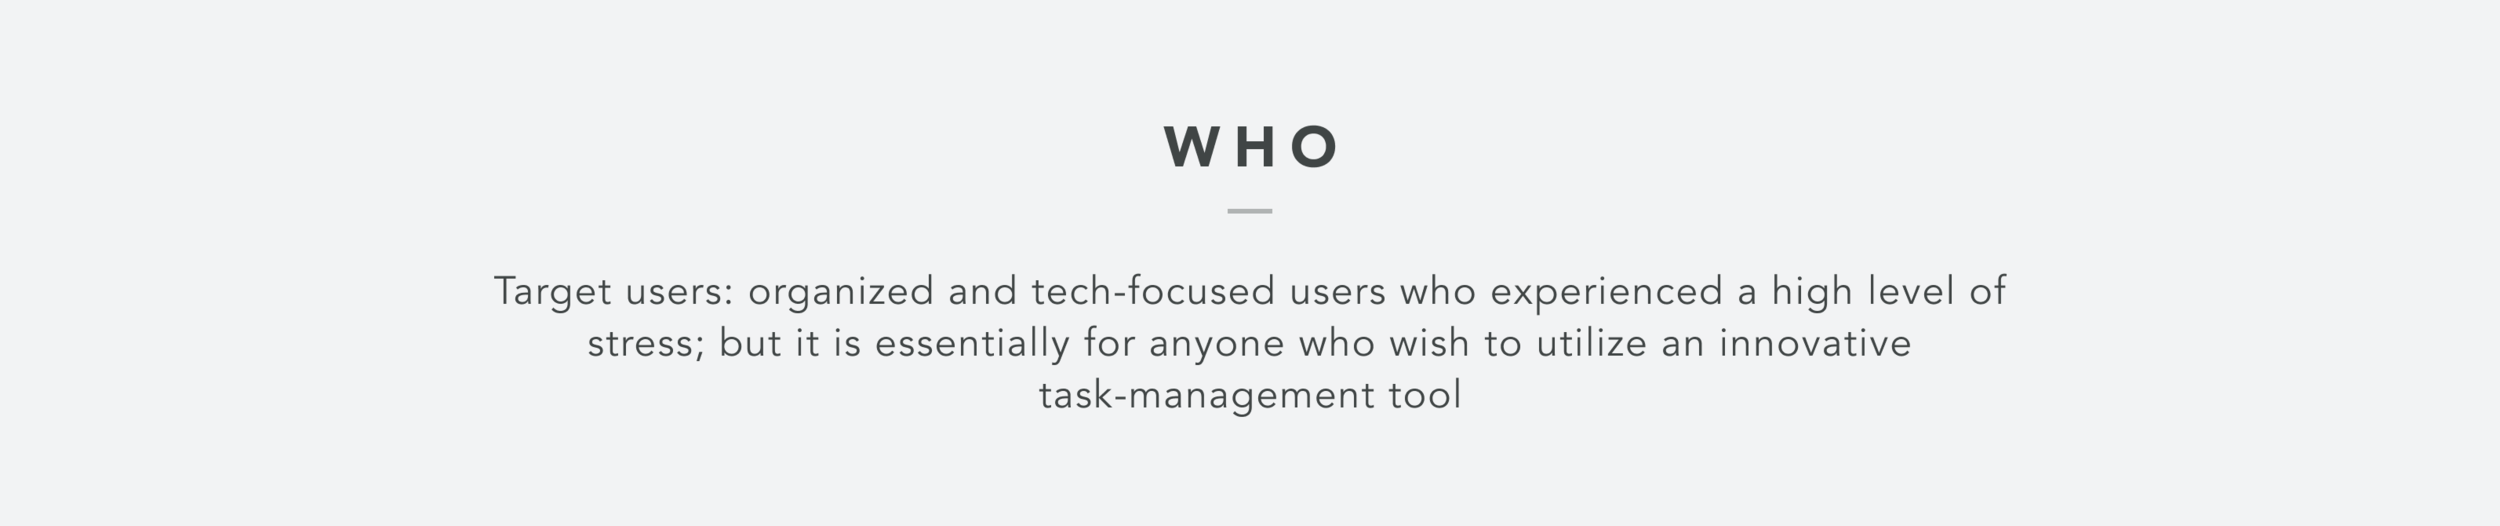 WHO
Target users: organized and tech-focused users who experienced a high level of
stress; but it is essentially for anyone who wish to utilize an innovative
task-management tool